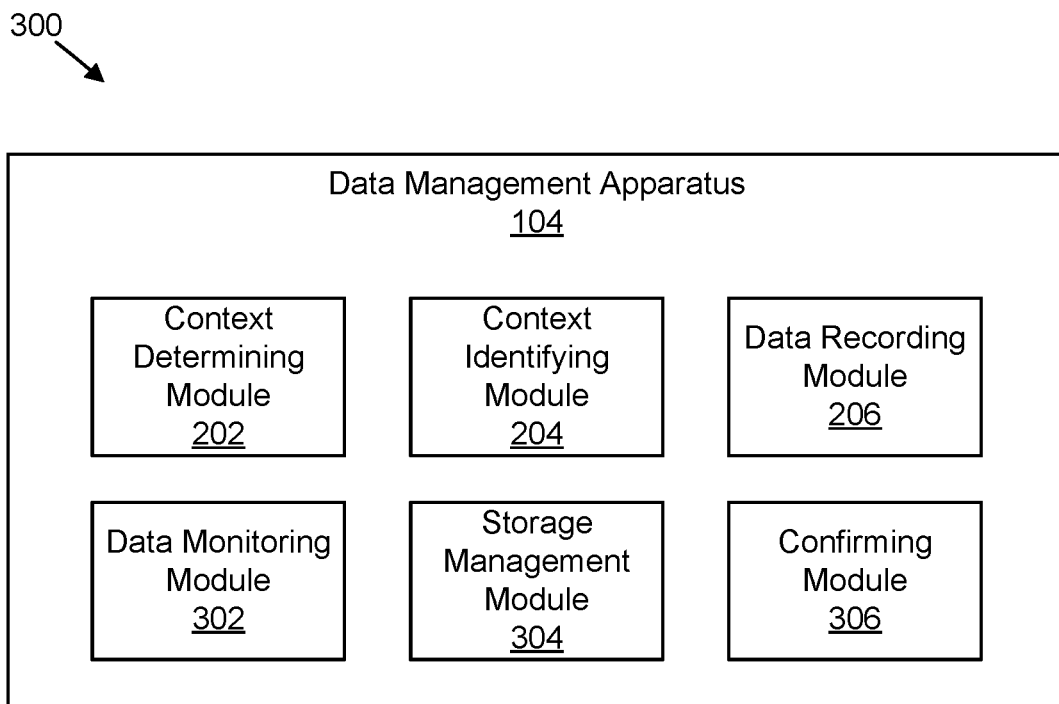 300
Data Management Apparatus
104
Context
Determining
Module
202
Context
Identifying
Module
204
Data Recording
Module
206
Data Monitoring
Module
302
Storage
Management
Module
304
Confirming
Module
306